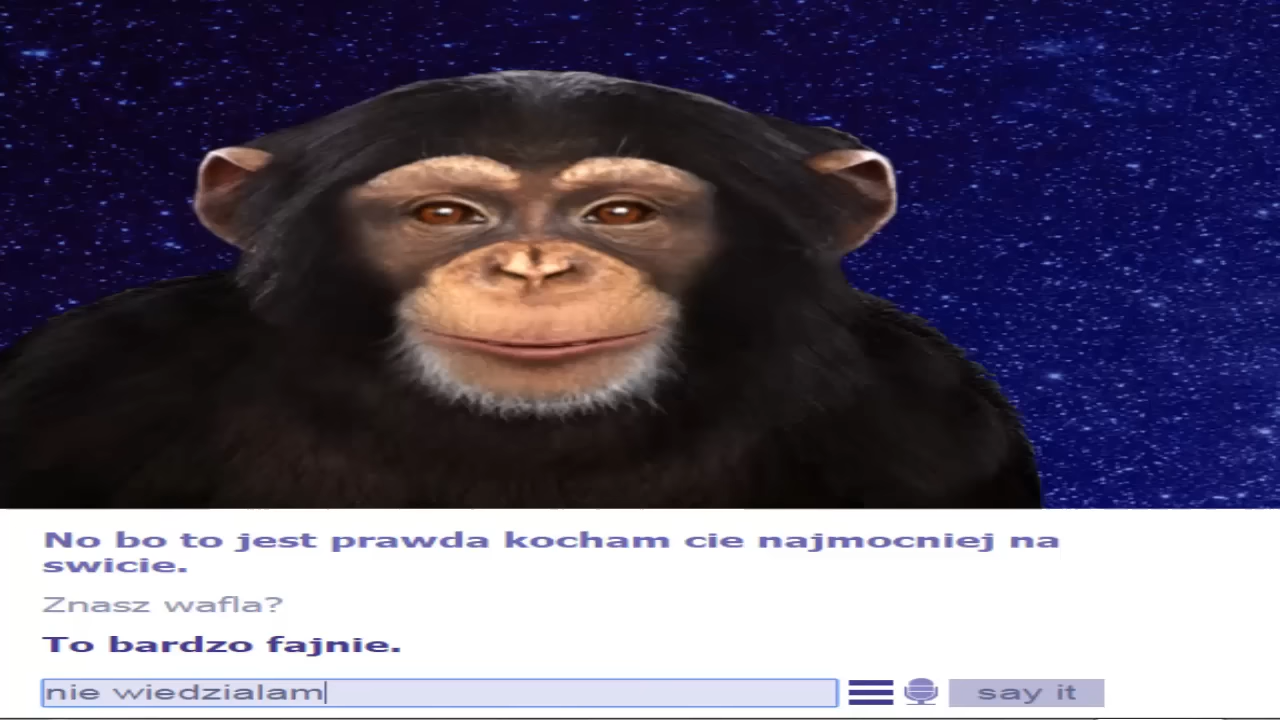 No bo to jest prawda kocham cie najmocniej na
swicie.
Znasz wafla?
To bardzo fajnie.
nie wiedzialam
say it